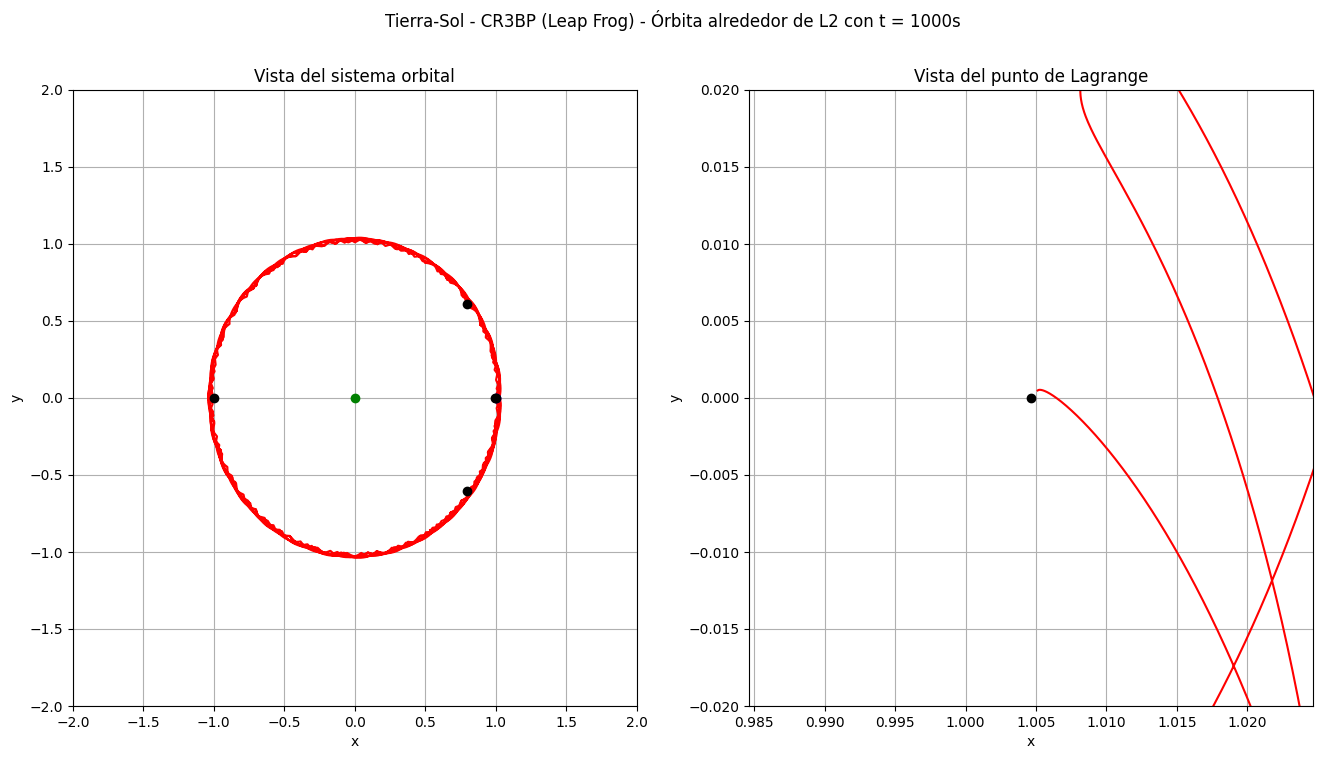 Tierra-Sol - CR3BP (Leap Frog) - Órbita alrededor de L2 con t = 1000s
Vista del sistema orbital
2.0
1.5
1.0
0.5
0.0
−0.5
−1.0
−1.5
−2.0
y
−2.0 −1.5 −1.0 −0.5 0.0 0.5 1.0 1.5 2.0
x
Vista del punto de Lagrange
0.020
0.015
0.010
0.005
0.000
−0.005
−0.010
−0.015
−0.020
y
0.985 0.990 0.995 1.000 1.005 1.010 1.015 1.020
x